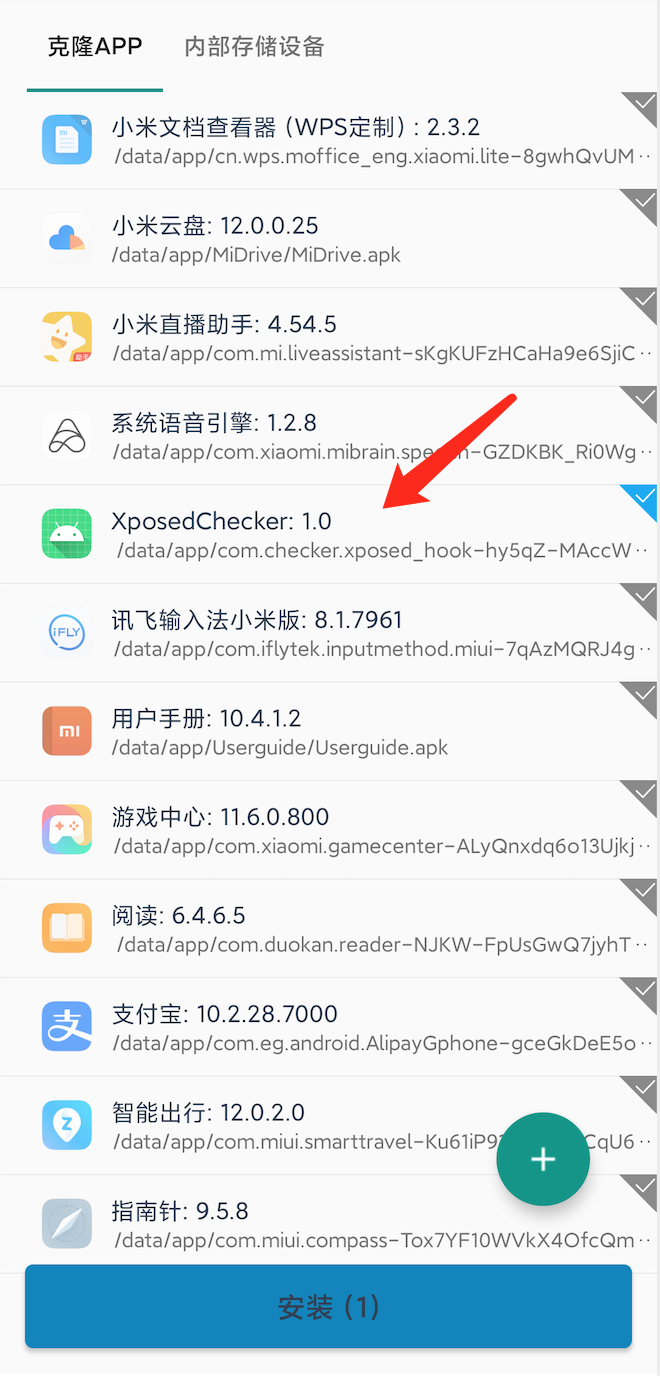 克隆APP 内部存储设备
小米文档查看器（WPS定制）: 2.3.2
/data/app/cn.wps.moffice_eng.xiaomi.lite-8gwhQvUM··
小米云盘: 12.0.0.25
/data/app/MiDrive/MiDrive.apk
小米直播助手: 4.54.5
/data/app/com.mi.liveassistant-sKgKUFzHCaHa9e6SjiC··
助手
系统语音引擎: 1.2.8
/data/app/com.xiaomi.mibrain.spe n-GZDKBK_Ri0Wg··
XposedChecker: 1.0
/data/app/com.checker.xposed_hook-hy5qZ-MAccW··
iFLY
讯飞输入法小米版: 8.1.7961
/data/app/com.iflytek.inputmethod.miui-7qAzMQRJ4g··
用户手册: 10.4.1.2
/data/app/Userguide/Userguide.apk
游戏中心: 11.6.0.800
/data/app/com.xiaomi.gamecenter-ALyQnxdq6o13Ujkj··
阅读: 6.4.6.5
/data/app/com.duokan.reader-NJKW-FpUsGwQ7jyhT··
支付宝: 10.2.28.7000
/data/app/com.eg.android.AlipayGphone-gceGkDeE5o··
智能出行: 12.0.2.0
/data/app/com.miui.smarttravel-Ku61iP9 CqU6··
指南针: 9.5.8
/data/app/com.miui.compass-Tox7YF10WVkX4OfcQm··
安装（1）